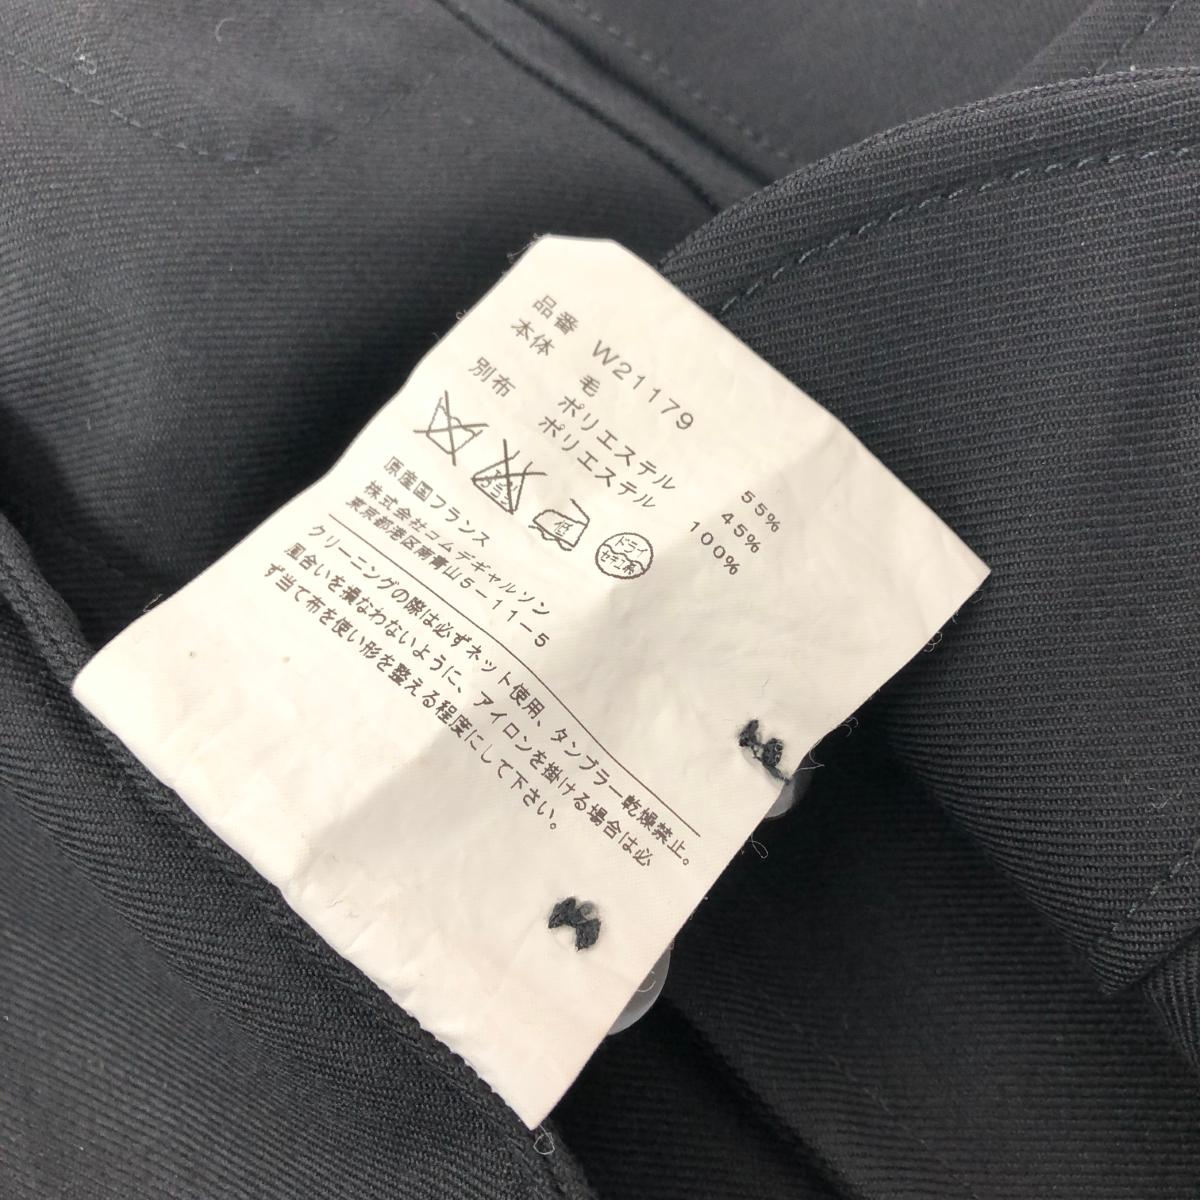 品番 W21179
本体 毛 55%
ポリエステル 45%
別布 ポリエステル 100%
低
ドライ
セキユ系
原産国フランス
株式会社コムデギャルソン
東京都港区南青山5-11-5
クリーニングの際は必ずネット使用、タンブラー乾燥禁止。
風合いを損なわないように、アイロンを掛ける場合は必
ず当て布を使い形を整える程度にして下さい。